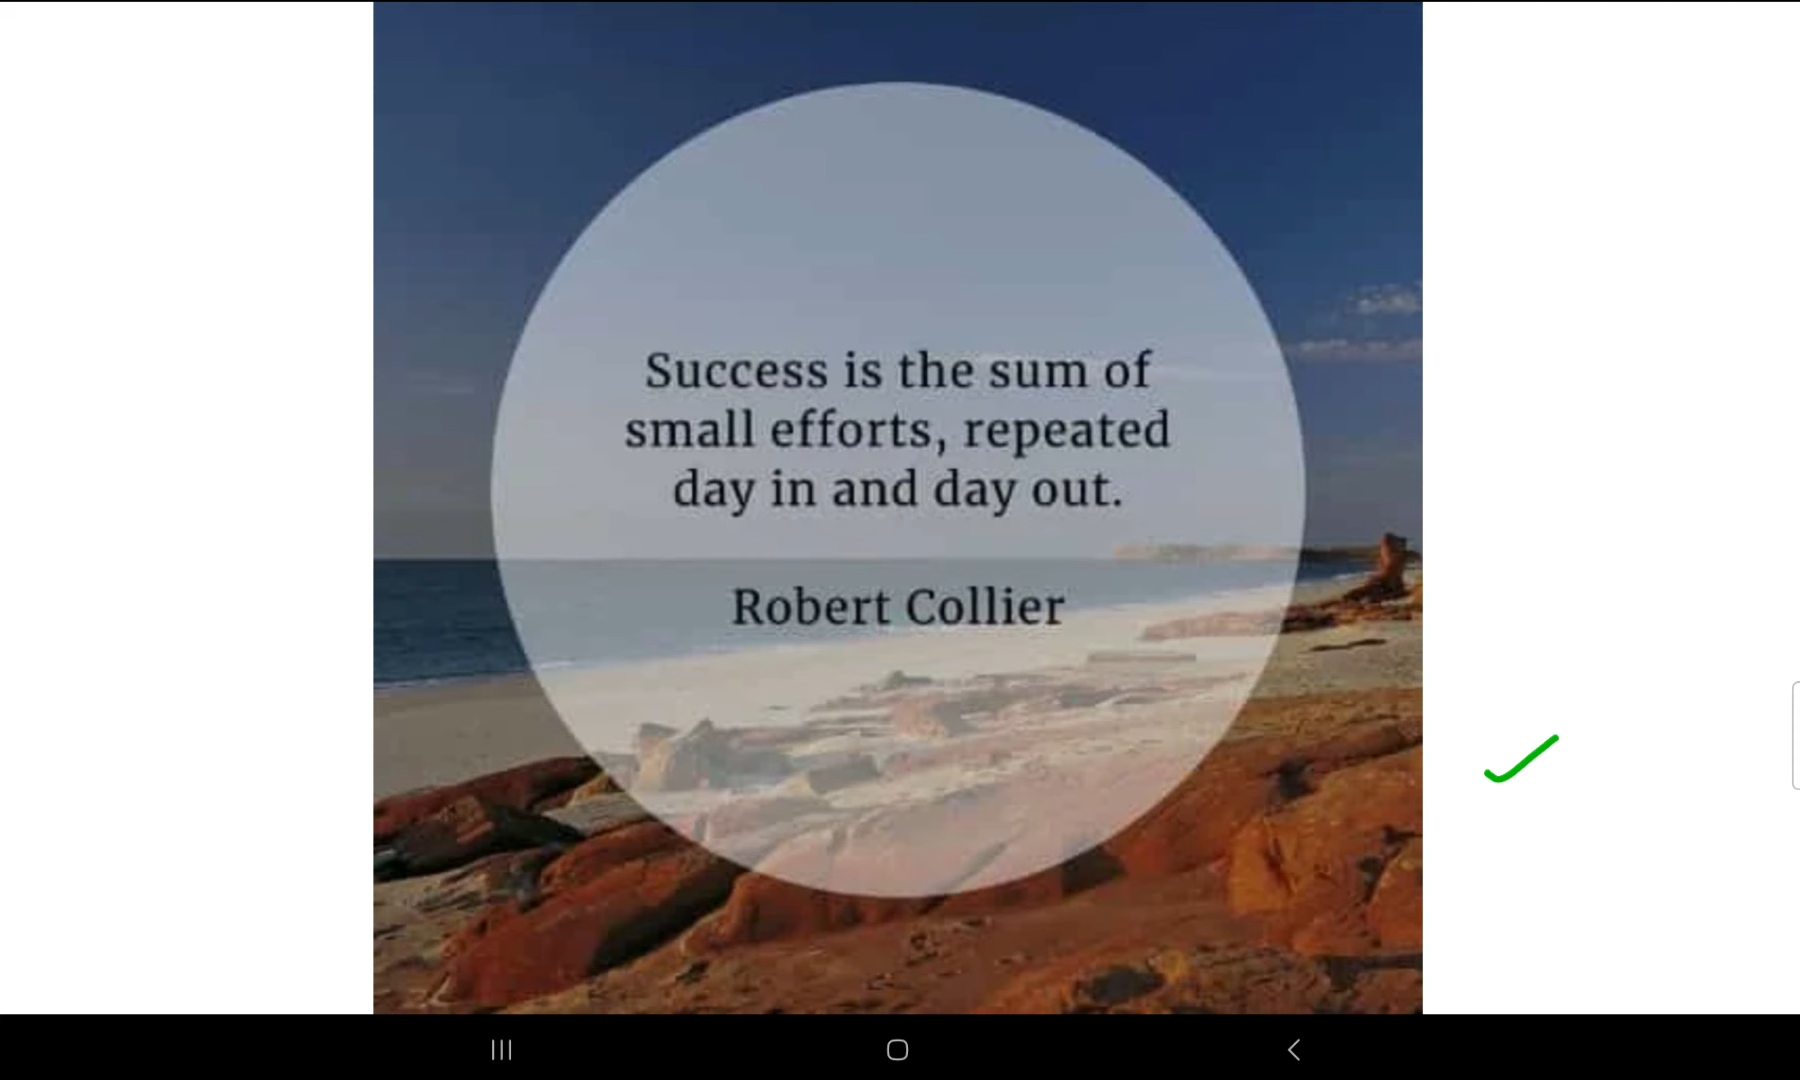 Success is the sum of
small efforts, repeated
day in and day out.
Robert Collier